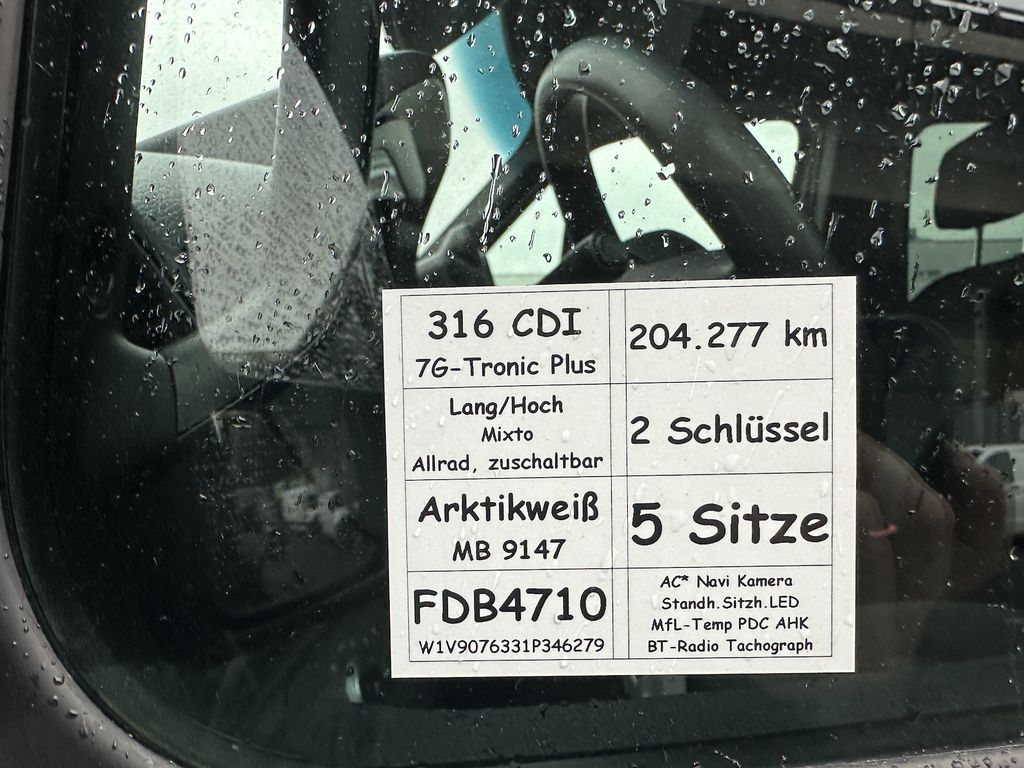 316 CDI
7G-Tronic Plus
204.277 km
Lang/Hoch
Mixto
Allrad, zuschaltbar
2 Schlüssel
Arktikweiß
MB 9147
5 Sitze
FDB4710
W1V9076331P346279
AC* Navi Kamera
Standh.Sitzh.LED
MfL-Temp PDC AHK
BT-Radio Tachograph